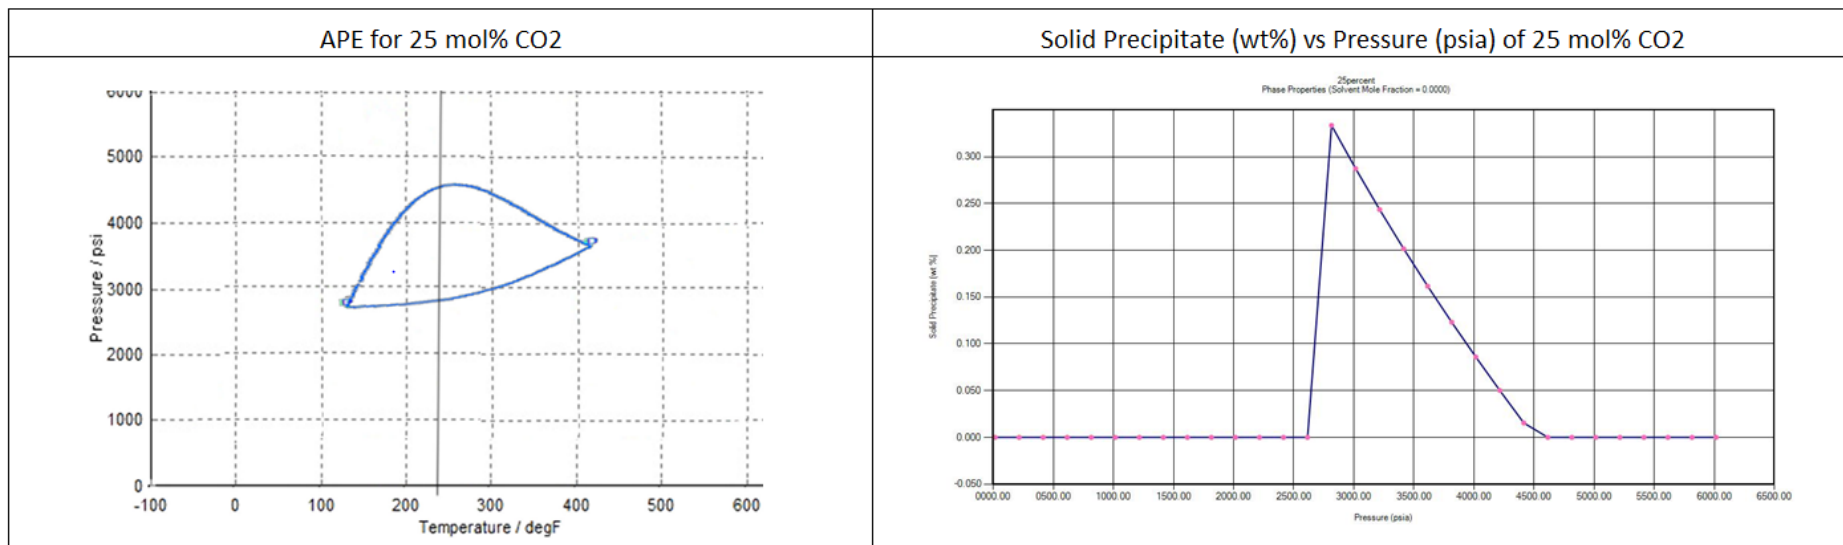 APE for 25 mol% CO2
Solid Precipitate (wt%) vs Pressure (psia) of 25 mol% CO2
6000
5000
4000
3000
2000
1000
0
Pressure / psi
-100 0 100 200 300 400 500 600
Temperature / degF
25percent
Phase Properties (Solvent Mole Fraction = 0.0000)
0.300
0.250
0.200
0.150
0.100
0.050
0.000
-0.050
Solid Precipitate (wt %)
0000.00 0500.00 1000.00 1500.00 2000.00 2500.00 3000.00 3500.00 4000.00 4500.00 5000.00 5500.00 6000.00 6500.00
Pressure (psia)